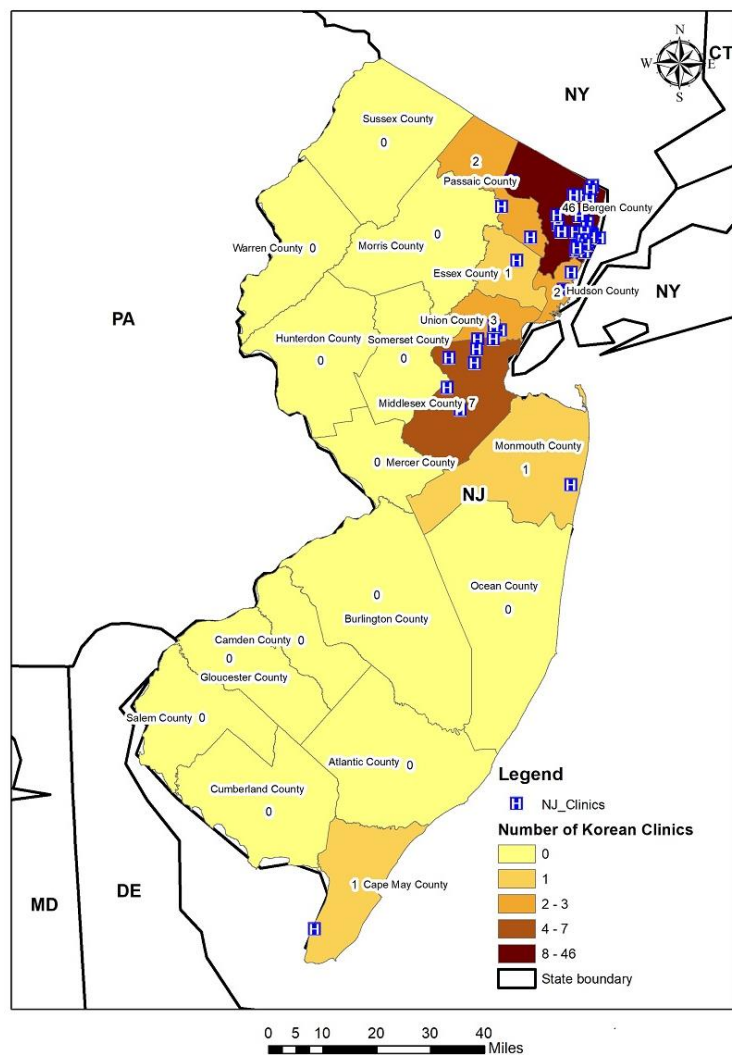 N
W
E
S
CT
NY
Sussex County
0
2
Passaic County
46 Bergen County
Warren County 0
0
Morris County
Essex County 1
2 Hudson County
NY
PA
Union County 3
Hunterdon County
0
Somerset County
0
Middlesex County 7
Monmouth County
1
0
Mercer County
NJ
0
Burlington County
Ocean County
0
Camden County 0
0
Gloucester County
Salem County 0
Atlantic County 0
Cumberland County
0
1 Cape May County
MD
DE
Legend
H NJ_Clinics
Number of Korean Clinics
0
1
2 - 3
4 - 7
8 - 46
State boundary
0 5 10 20 30 40
Miles